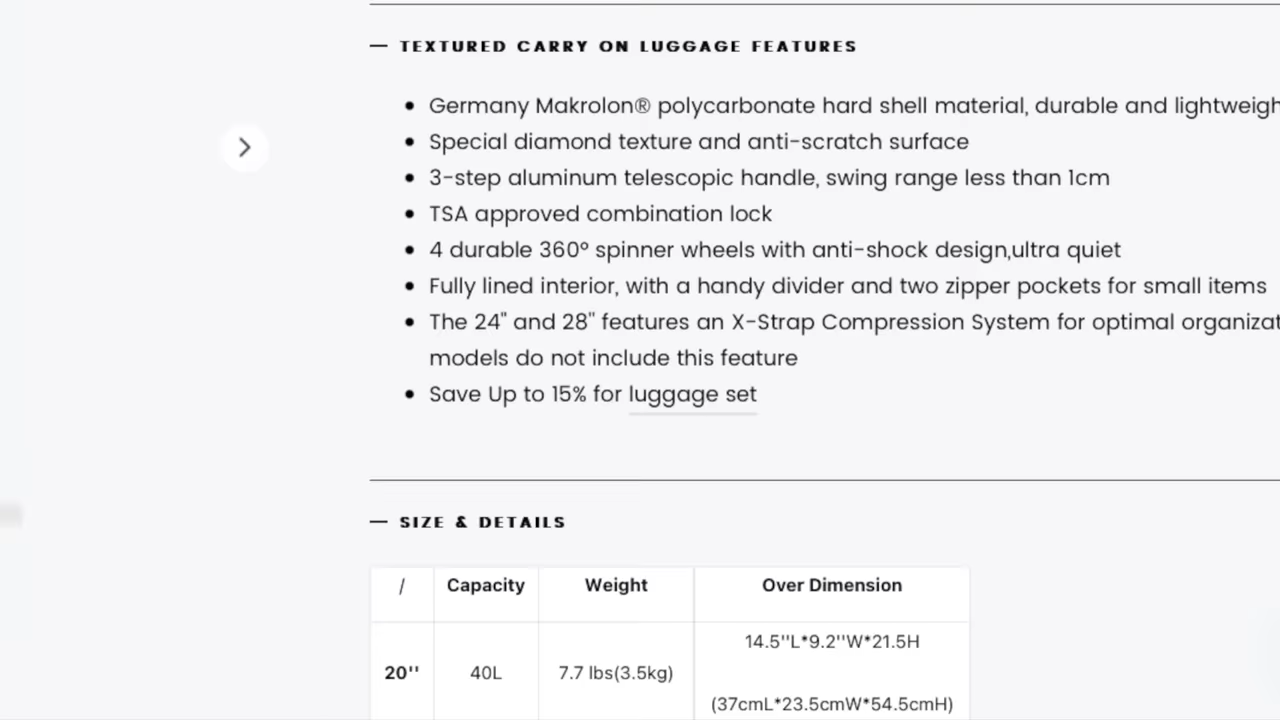 — TEXTURED CARRY ON LUGGAGE FEATURES
• Germany Makrolon® polycarbonate hard shell material, durable and
• Special diamond texture and anti-scratch surface
• 3-step aluminum telescopic handle, swing range less than 1cm
• TSA approved combination lock
• 4 durable 360° spinner wheels with anti-shock design,ultra quiet
• Fully lined interior, with a handy divider and two zipper pockets for small items
• The 24" and 28" features an X-Strap Compression System for optimal
models do not include this feature
• Save Up to 15% for luggage set
— SIZE & DETAILS
/ Capacity Weight Over Dimension
14.5''L*9.2''W*21.5H
20'' 40L 7.7 lbs(3.5kg)
(37cmL*23.5cmW*54.5cmH)